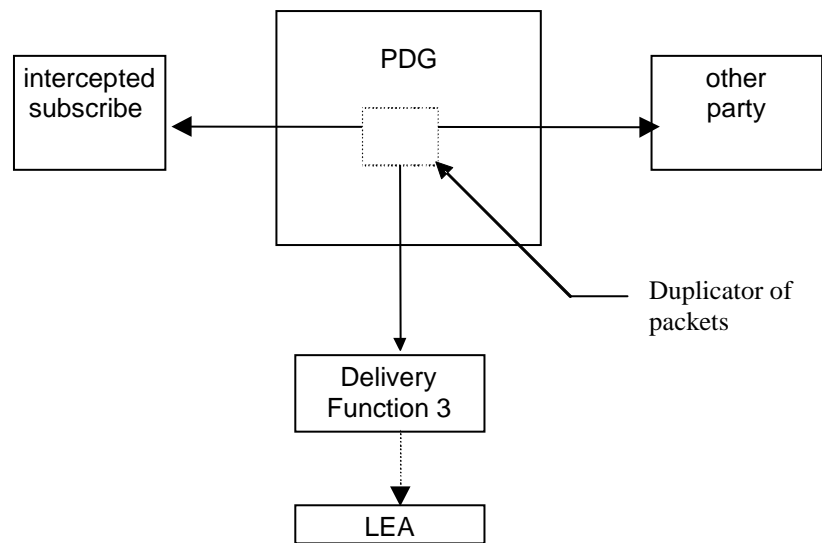 PDG
intercepted
subscribe
other
party
Duplicator of
packets
Delivery
Function 3
LEA